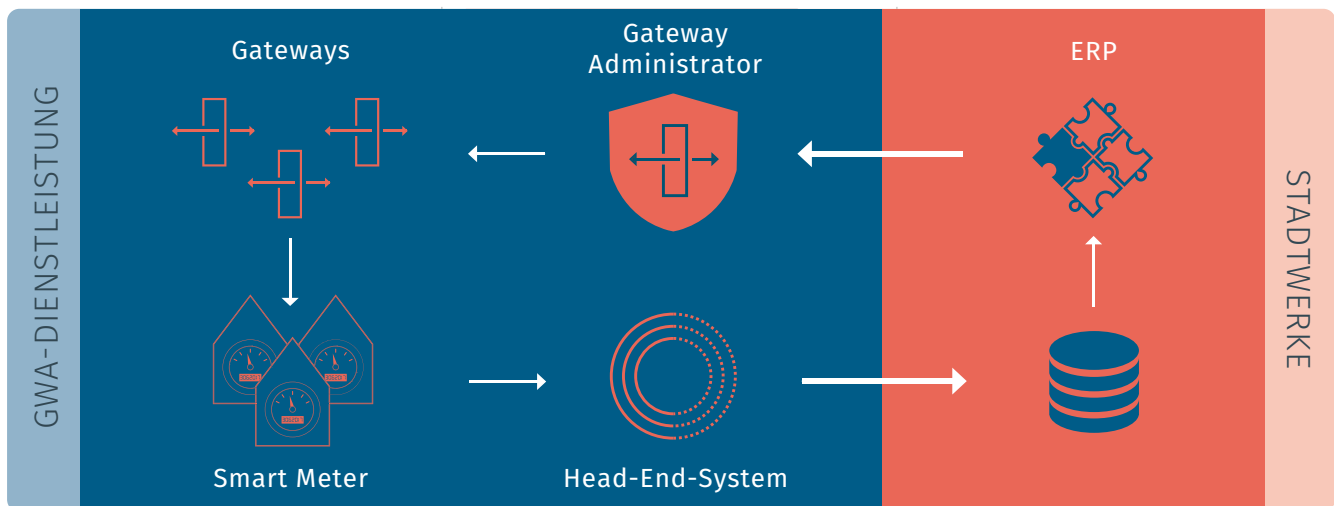 GWA-DIENSTLEISTUNG
Gateways
Gateway
Administrator
ERP
STADTWERKE
Smart Meter
Head-End-System